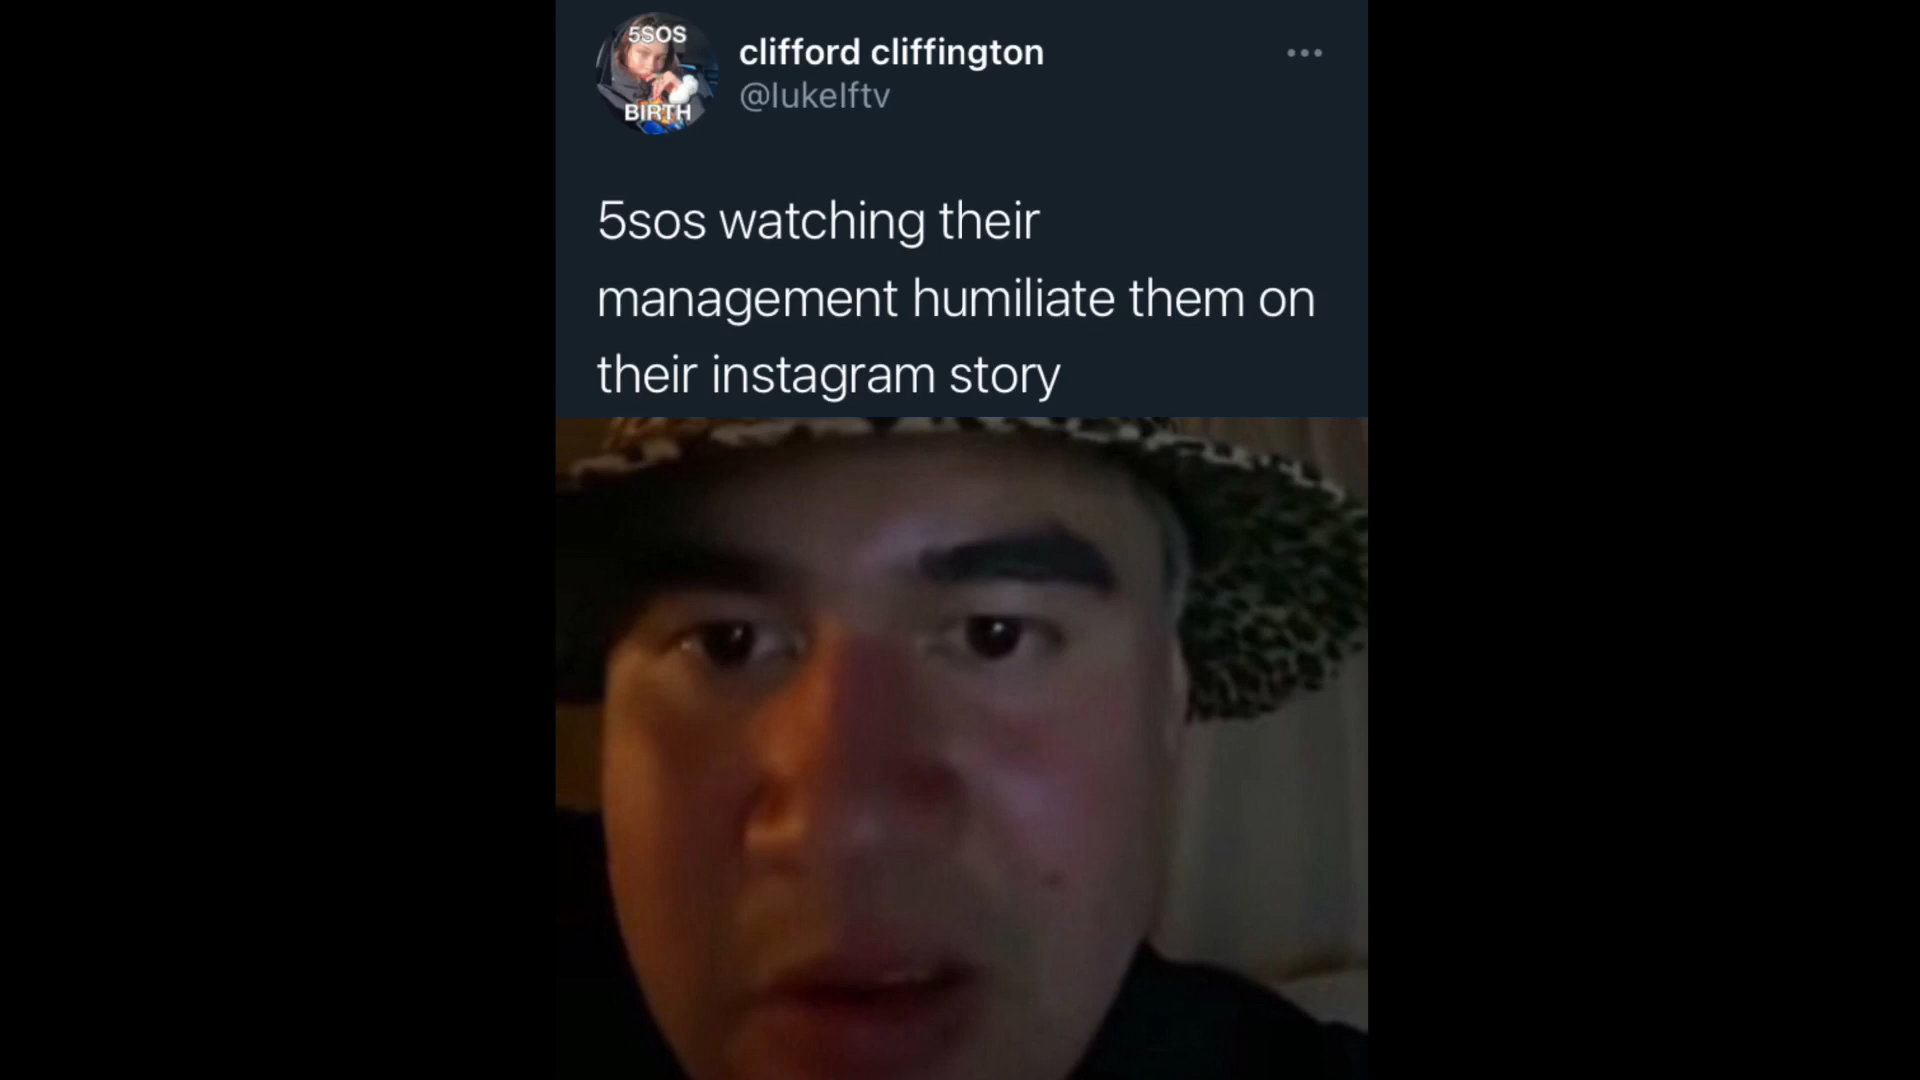 5SOS
BIRTH
clifford cliffington
@lukelftv
5sos watching their
management humiliate them on
their instagram story